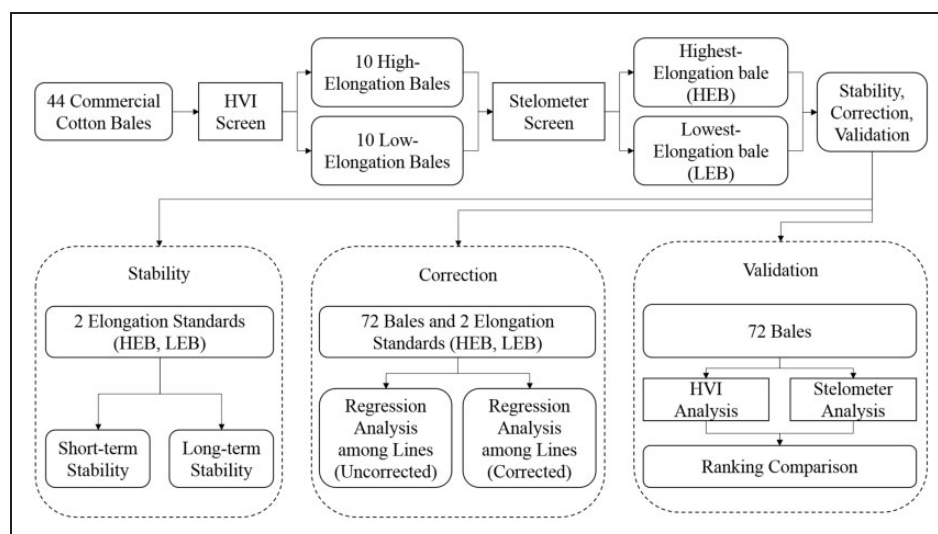 44 Commercial
Cotton Bales
HVI
Screen
10 High-
Elongation Bales
10 Low-
Elongation Bales
Stelometer
Screen
Highest-
Elongation bale
(HEB)
Lowest-
Elongation bale
(LEB)
Stability,
Correction,
Validation
Stability
2 Elongation Standards
(HEB, LEB)
Short-term
Stability
Long-term
Stability
Correction
72 Bales and 2 Elongation
Standards (HEB, LEB)
Regression
Analysis
among Lines
(Uncorrected)
Regression
Analysis
among Lines
(Corrected)
Validation
72 Bales
HVI
Analysis
Stelometer
Analysis
Ranking Comparison